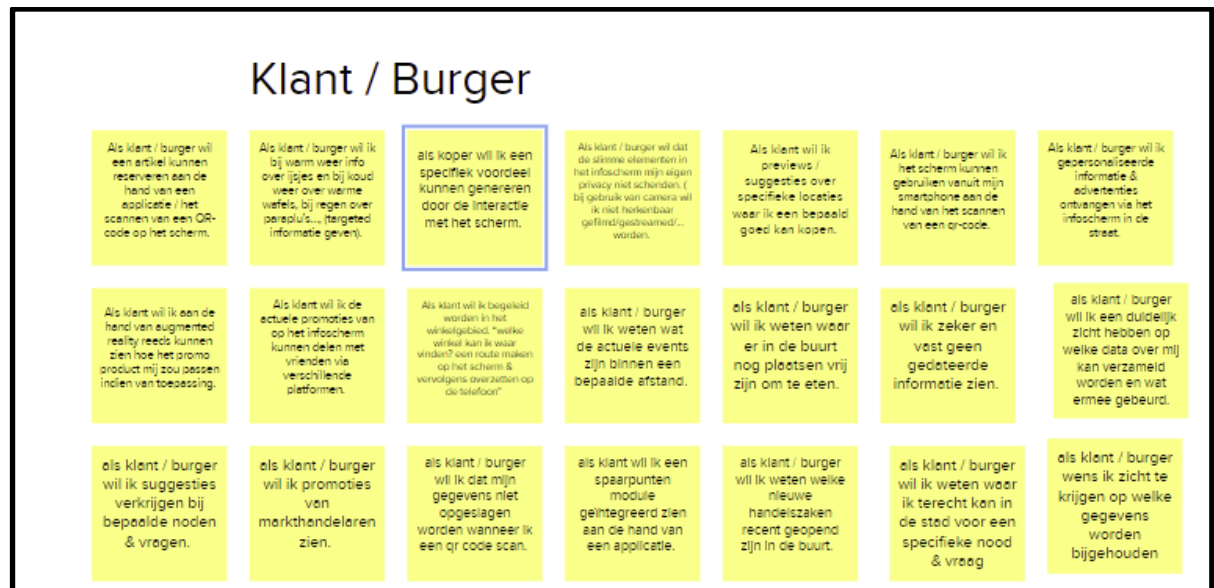 Klant / Burger
Als klant / burger wil
een artikel kunnen
reserveren aan de
hand van een
applicatie / het
scannen van een QR-
code op het scherm.
Als klant / burger wil ik
bij warm weer info
over ijsjes en bij koud
weer over warme
wafels, bij regen over
paraplu's..., (targeted
informatie geven).
als koper wil ik een
specifiek voordeel
kunnen genereren
door de interactie
met het scherm.
Als klant / burger wil dat
de slimme elementen in
het infoscherm mijn eigen
privacy niet schenden. (
bij gebruik van camera wil
ik niet herkenbaar
gefilmd/gestreamed/...
worden.
Als klant wil ik
previews /
suggesties over
specifieke locaties
waar ik een bepaald
goed kan kopen.
Als klant / burger wil ik
het scherm kunnen
gebruiken vanuit mijn
smartphone aan de
hand van het scannen
van een qr-code.
Als klant / burger wil ik
gepersonaliseerde
informatie &
advertenties
ontvangen via het
infoscherm in de
straat.
Als klant wil ik aan de
hand van augmented
reality reeds kunnen
zien hoe het promo
product mij zou passen
indien van toepassing.
Als klant wil ik de
actuele promoties van
op het infoscherm
kunnen delen met
vrienden via
verschillende
platformen.
Als klant wil ik begeleid
worden in het
winkelgebied. "welke
winkel kan ik waar
vinden? een route maken
op het scherm &
vervolgens overzetten op
de telefoon"
als klant / burger
wil ik weten wat
de actuele events
zijn binnen een
bepaalde afstand.
als klant / burger
wil ik weten waar
er in de buurt
nog plaatsen vrij
zijn om te eten.
als klant / burger
wil ik zeker en
vast geen
gedateerde
informatie zien.
als klant / burger
wil ik een duidelijk
zicht hebben op
welke data over mij
kan verzameld
worden en wat
ermee gebeurd.
als klant / burger
wil ik suggesties
verkrijgen bij
bepaalde noden
& vragen.
als klant / burger
wil ik promoties
van
markthandelaren
zien.
als klant / burger
wil ik dat mijn
gegevens niet
opgeslagen
worden wanneer ik
een qr code scan.
als klant wil ik een
spaarpunten
module
geïntegreerd zien
aan de hand van
een applicatie.
als klant / burger
wil ik weten welke
nieuwe
handelszaken
recent geopend
zijn in de buurt.
als klant / burger
wil ik weten waar
ik terecht kan in
de stad voor een
specifieke nood
& vraag
als klant / burger
wens ik zicht te
krijgen op welke
gegevens
worden
bijgehouden